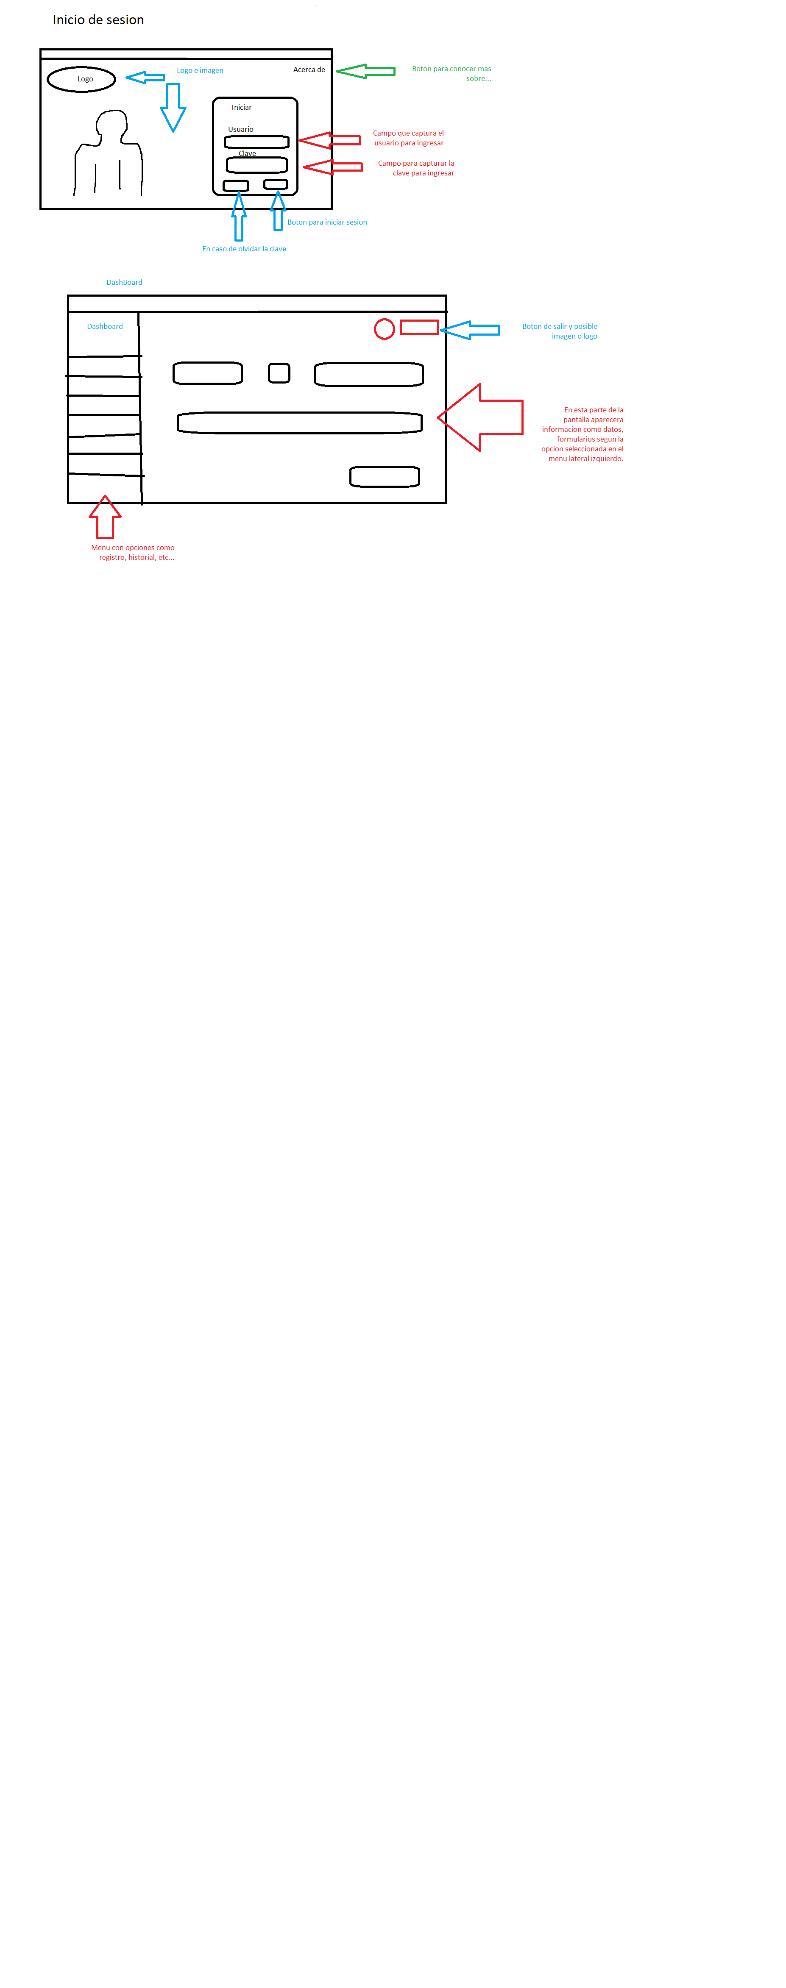 Inicio de sesion
Logo
Logo e imagen
Acerca de
Boton para conocer mas
sobre...
Iniciar
Usuario
Clave
Campo que captura el
usuario para ingresar
Campo para capturar la
clave para ingresar
Boton para iniciar sesion
En caso de olvidar la clave
DashBoard
Dashboard
Boton de salir y posible
imagen o logo
En esta parte de la
pantalla aparecera
informacion como datos,
formularius segun la
opcion seleccionada en el
menu lateral izquierdo.
Menu con opciones como
registro, historial, etc...